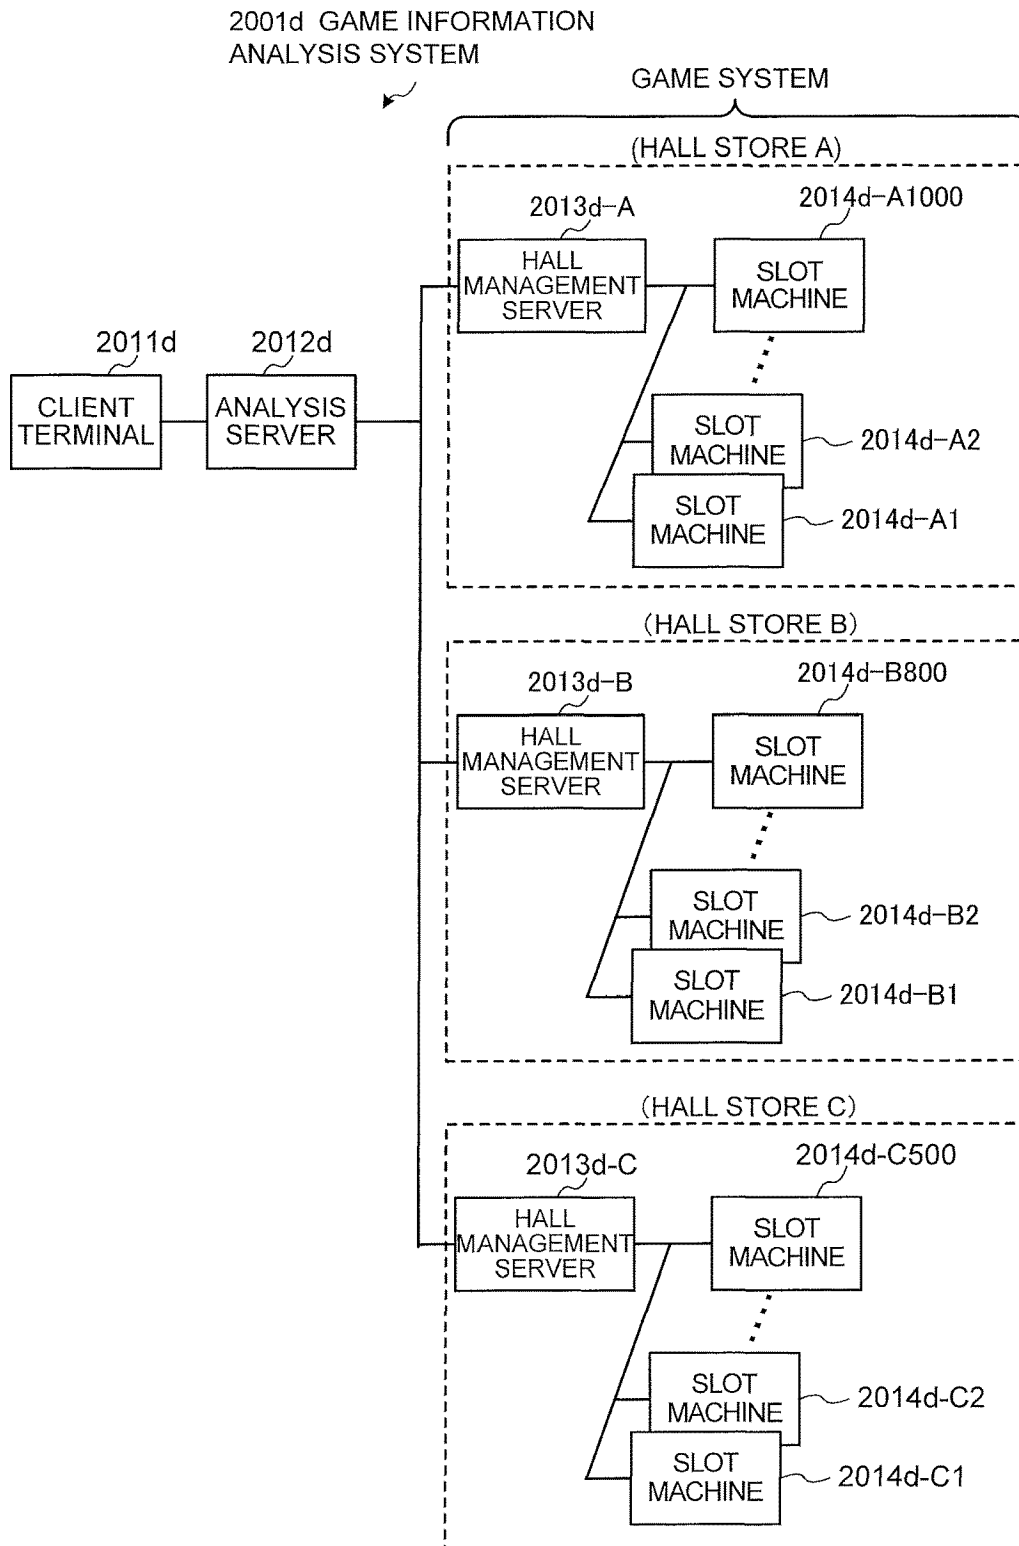 2001d GAME INFORMATION
ANALYSIS SYSTEM
GAME SYSTEM
(HALL STORE A)
2013d-A
2014d-A1000
HALL
MANAGEMENT
SERVER
SLOT
MACHINE
2011d
2012d
CLIENT
TERMINAL
ANALYSIS
SERVER
SLOT
MACHINE
2014d-A2
SLOT
MACHINE
2014d-A1
(HALL STORE B)
2013d-B
2014d-B800
HALL
MANAGEMENT
SERVER
SLOT
MACHINE
SLOT
MACHINE
2014d-B2
SLOT
MACHINE
2014d-B1
(HALL STORE C)
2013d-C
2014d-C500
HALL
MANAGEMENT
SERVER
SLOT
MACHINE
SLOT
MACHINE
2014d-C2
SLOT
MACHINE
2014d-C1